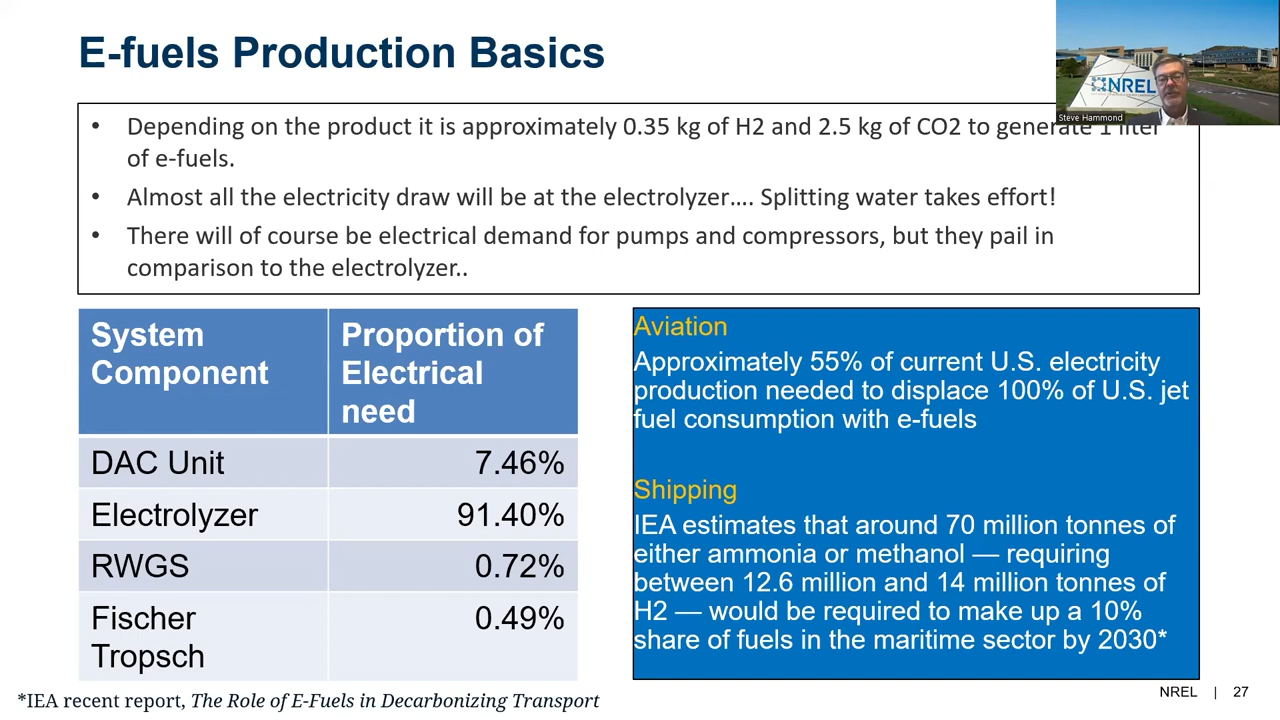 E-fuels Production Basics
NREL
Steve Hammond
• Depending on the product it is approximately 0.35 kg of H2 and 2.5 kg of CO2 to generate 1 liter
of e-fuels.
• Almost all the electricity draw will be at the electrolyzer…. Splitting water takes effort!
• There will of course be electrical demand for pumps and compressors, but they pail in
comparison to the electrolyzer..
System Component Proportion of Electrical need
DAC Unit 7.46%
Electrolyzer 91.40%
RWGS 0.72%
Fischer Tropsch 0.49%
Aviation
Approximately 55% of current U.S. electricity
production needed to displace 100% of U.S. jet
fuel consumption with e-fuels
Shipping
IEA estimates that around 70 million tonnes of
either ammonia or methanol — requiring
between 12.6 million and 14 million tonnes of
H2 — would be required to make up a 10%
share of fuels in the maritime sector by 2030*
*IEA recent report, The Role of E-Fuels in Decarbonizing Transport
NREL | 27